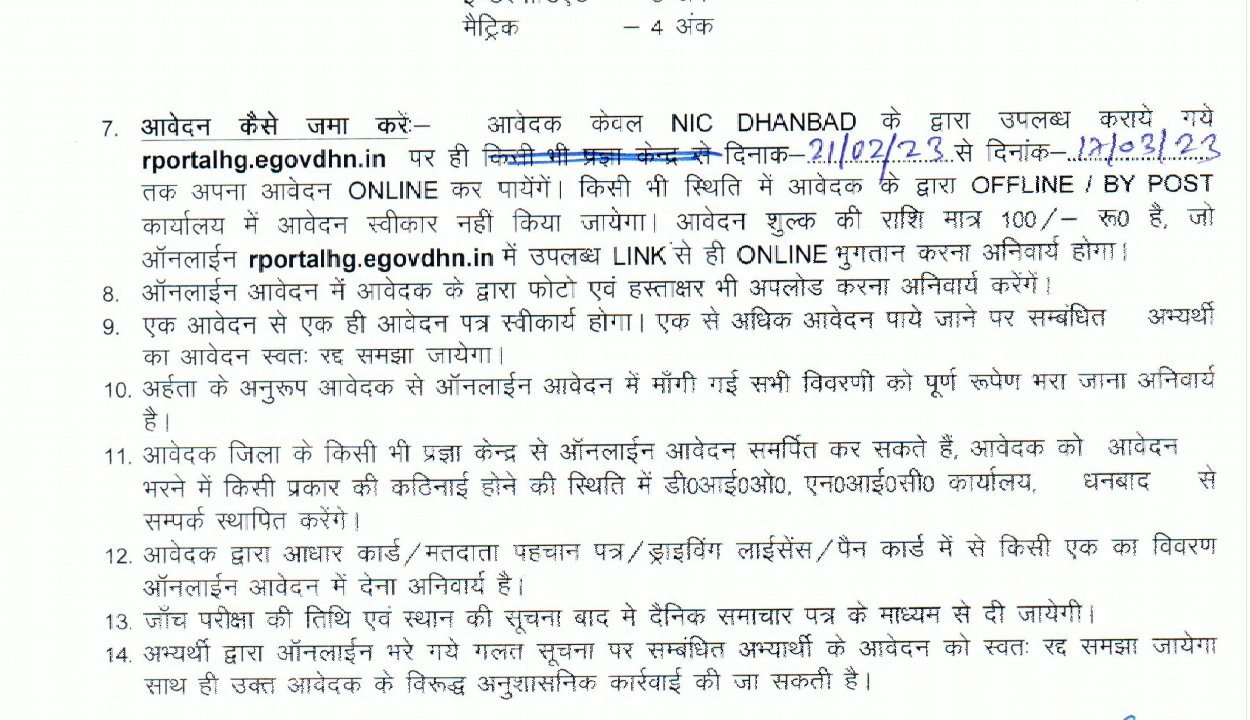 मैट्रिक – 4 अंक
7. आवेदन कैसे जमा करेंः– आवेदक केवल NIC DHANBAD के द्वारा उपलब्ध कराये गये
rportalhg.egovdhn.in पर ही किसी भी प्रज्ञा केन्द्र से दिनाक–21/02/23 से दिनांक–17/03/23
तक अपना आवेदन ONLINE कर पायेंगें। किसी भी स्थिति में आवेदक के द्वारा OFFLINE / BY POST
कार्यालय में आवेदन स्वीकार नहीं किया जायेगा। आवेदन शुल्क की राशि मात्र 100/– रू0 है, जो
ऑनलाईन rportalhg.egovdhn.in में उपलब्ध LINK से ही ONLINE भुगतान करना अनिवार्य होगा।
8. ऑनलाईन आवेदन में आवेदक के द्वारा फोटो एवं हस्ताक्षर भी अपलोड करना अनिवार्य करेंगें।
9. एक आवेदन से एक ही आवेदन पत्र स्वीकार्य होगा। एक से अधिक आवेदन पाये जाने पर सम्बंधित अभ्यर्थी
का आवेदन स्वतः रद्द समझा जायेगा।
10. अर्हता के अनुरूप आवेदक से ऑनलाईन आवेदन में माँगी गई सभी विवरणी को पूर्ण रूपेण भरा जाना अनिवार्य
है।
11. आवेदक जिला के किसी भी प्रज्ञा केन्द्र से ऑनलाईन आवेदन समर्पित कर सकते हैं, आवेदक को आवेदन
भरने में किसी प्रकार की कठिनाई होने की स्थिति में डी0आई0ओ0, एन0आई0सी0 कार्यालय, धनबाद से
सम्पर्क स्थापित करेंगे।
12. आवेदक द्वारा आधार कार्ड/मतदाता पहचान पत्र/ड्राइविंग लाईसेंस/पैन कार्ड में से किसी एक का विवरण
ऑनलाईन आवेदन में देना अनिवार्य है।
13. जाँच परीक्षा की तिथि एवं स्थान की सूचना बाद मे दैनिक समाचार पत्र के माध्यम से दी जायेगी।
14. अभ्यर्थी द्वारा ऑनलाईन भरे गये गलत सूचना पर सम्बंधित अभ्यार्थी के आवेदन को स्वतः रद्द समझा जायेगा
साथ ही उक्त आवेदक के विरूद्ध अनुशासनिक कार्रवाई की जा सकती है।